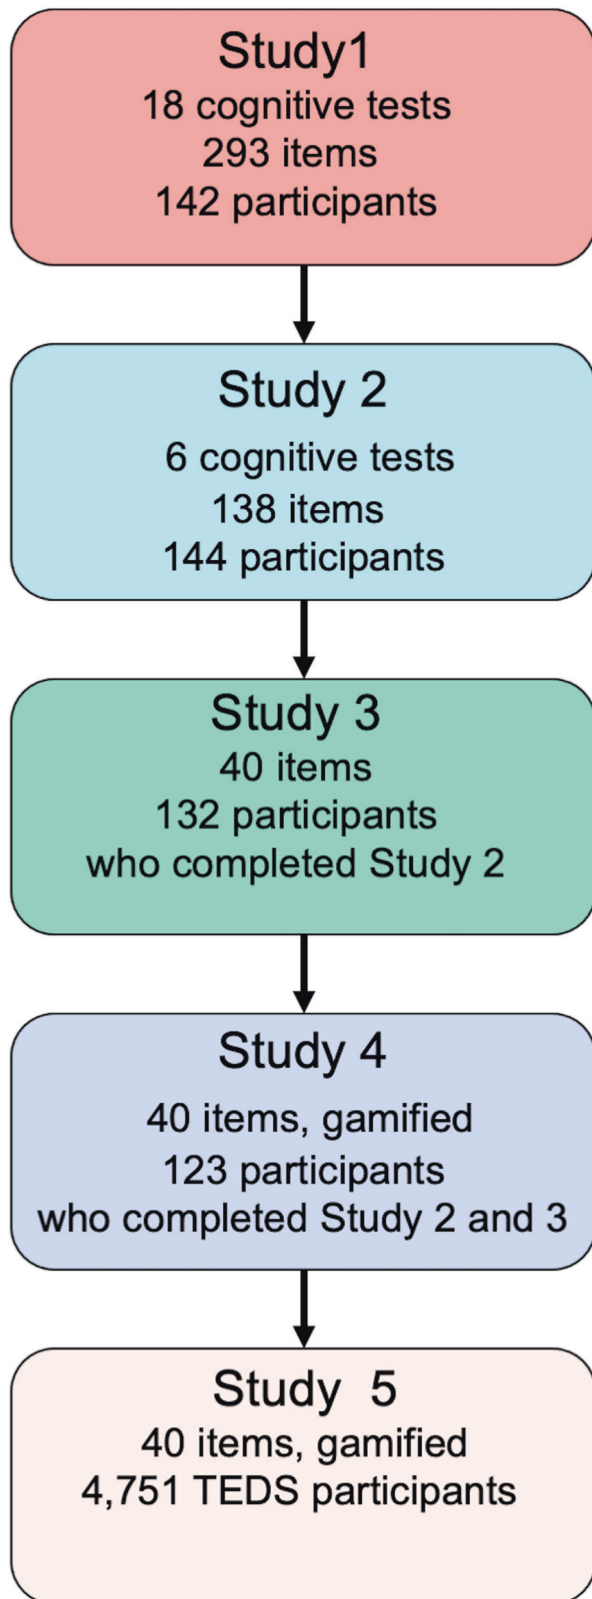 Study1
18 cognitive tests
293 items
142 participants
Study 2
6 cognitive tests
138 items
144 participants
Study 3
40 items
132 participants
who completed Study 2
Study 4
40 items, gamified
123 participants
who completed Study 2 and 3
Study 5
40 items, gamified
4,751 TEDS participants